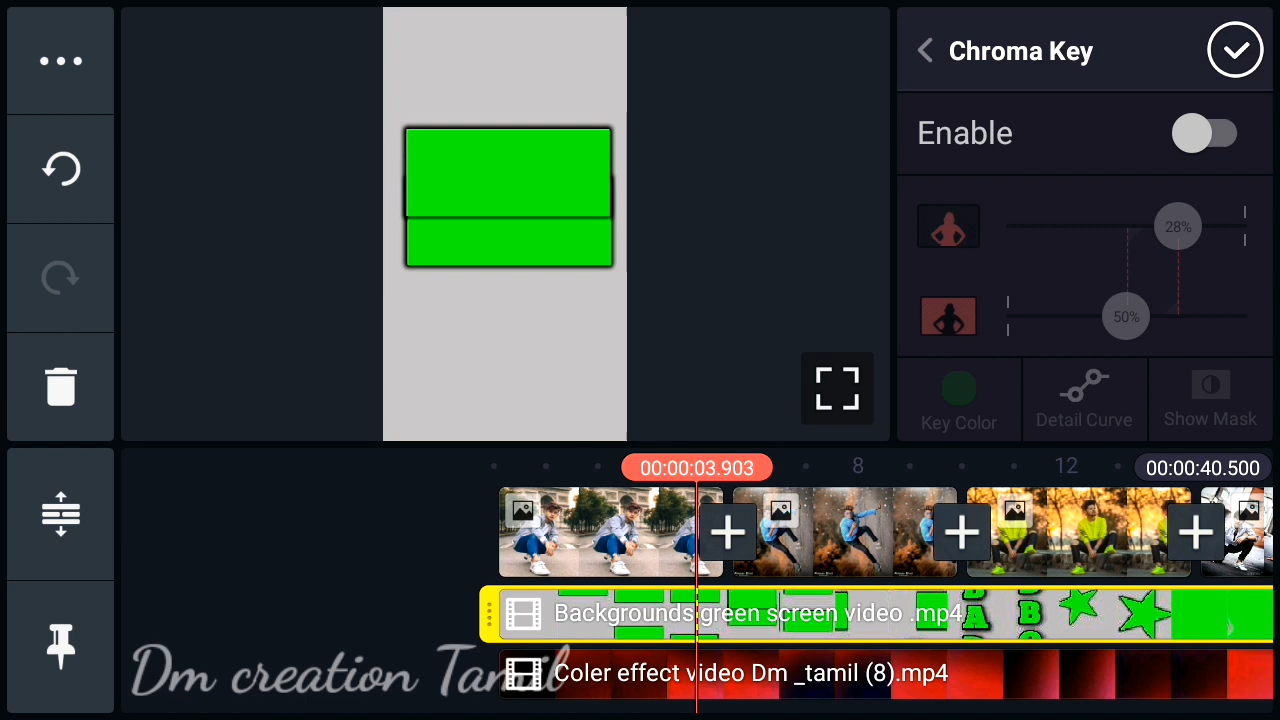 Chroma Key
Enable
28%
50%
Key Color
Detail Curve
Show Mask
00:00:03.903
8
12
00:00:40.500
Backgrounds green screen video .mp4
Dm creation Tamil
Coler effect video Dm _tamil (8).mp4